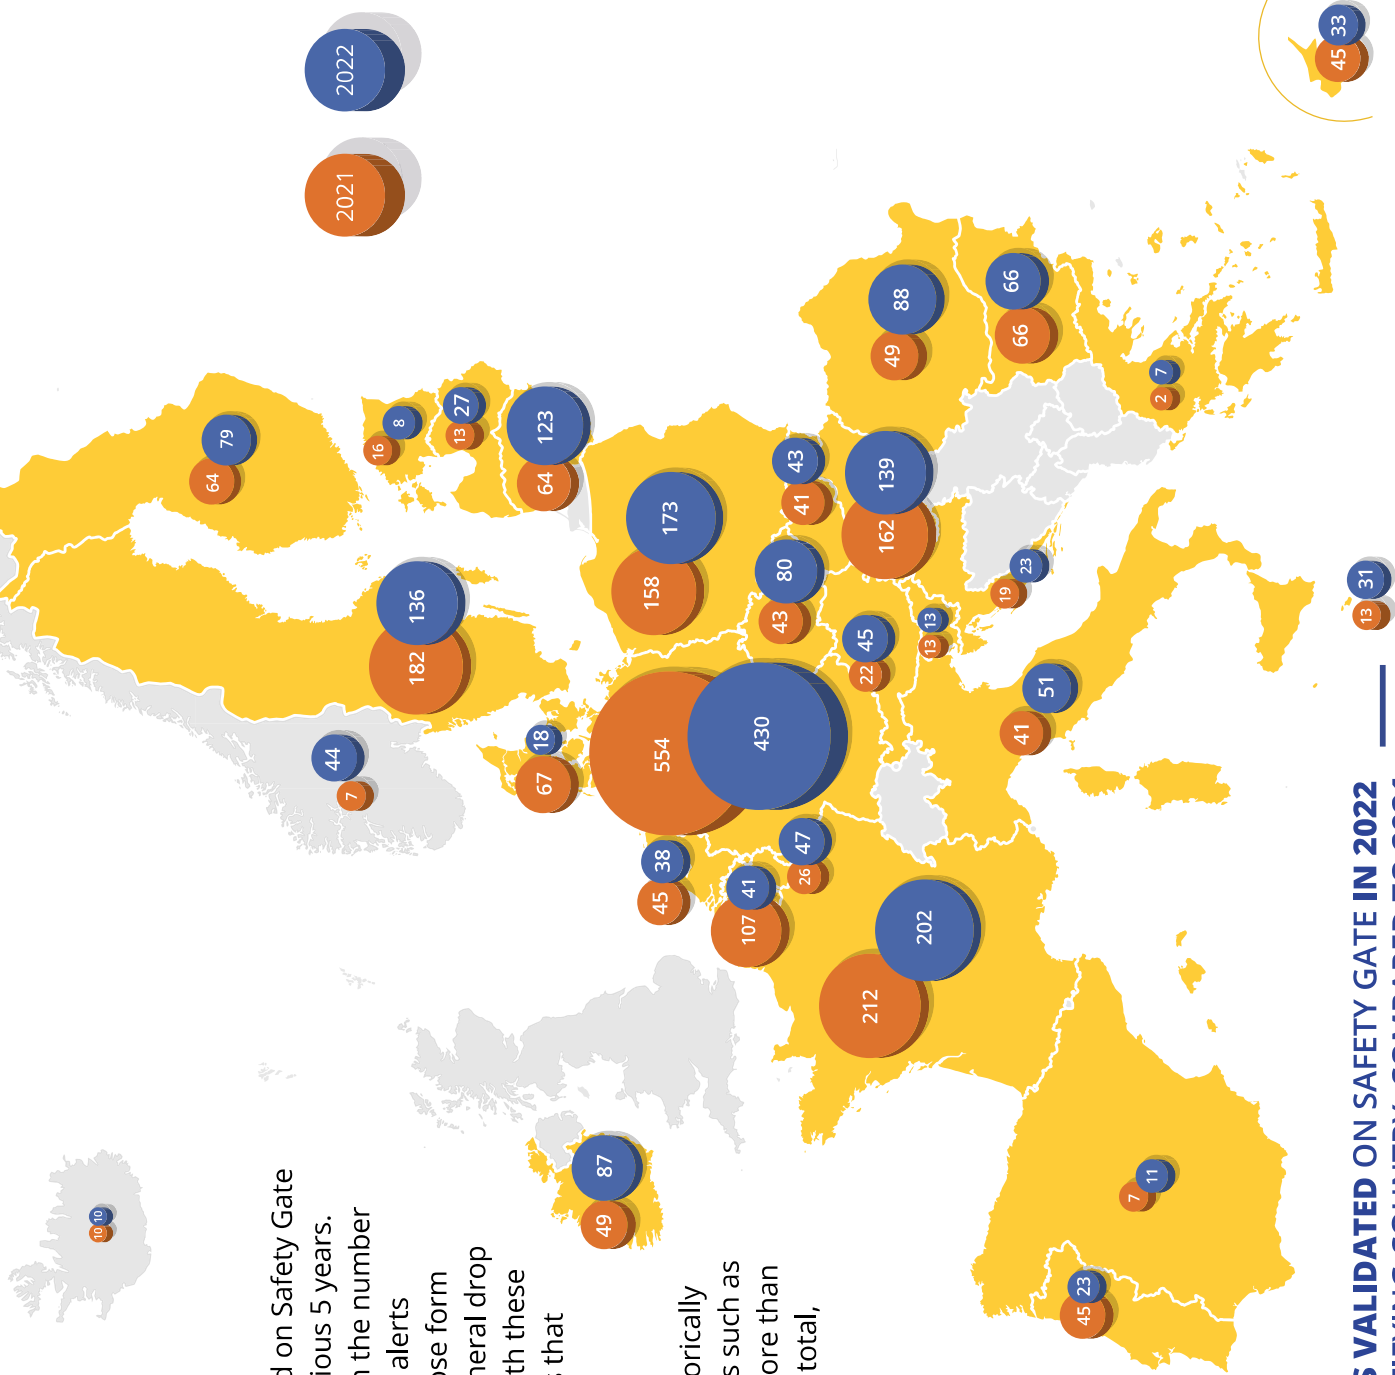 10 10
64 79
2021 2022
d on Safety Gate
ious 5 years.
n the number
alerts
ose form
neral drop
th these
s that
orically
s such as
ore than
total,
7 44
16 8
182 136
13 27
67 18
64 123
49 87
45 38
554 430
158 173
107 41
43 80
26 47
41 43
22 45
212 202
162 139
49 88
13 13
19 23
41 51
66 66
45 23
7 11
2 7
45 33
13 31
VALIDATED ON SAFETY GATE IN 2022